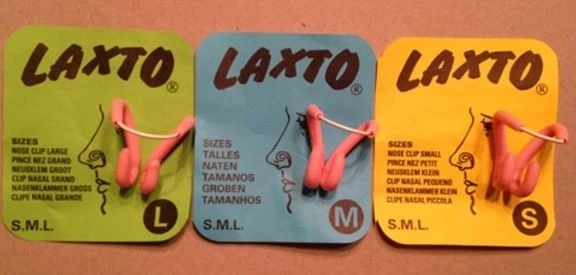 LAXTO®
SIZES
NOSE CLIP LARGE
PINCE NEZ GRAND
NEUSKLEM GROOT
CLIP NASAL GRAND
NASENKLAMMER GROSS
CLIPE NASAL GRANDE
S.M.L.
L
LAXTO®
SIZES
TALLES
NATEN
TAMANOS
GROBEN
TAMANHOS
S.M.L.
M
LAXTO®
SIZES
NOSE CLIP SMALL
PINCE NEZ PETIT
NEUSKLEM KLEIN
CLIP NASAL PEQUENO
NASENKLAMMER KLEIN
CLIPE NASAL PICCOLA
S.M.L.
S